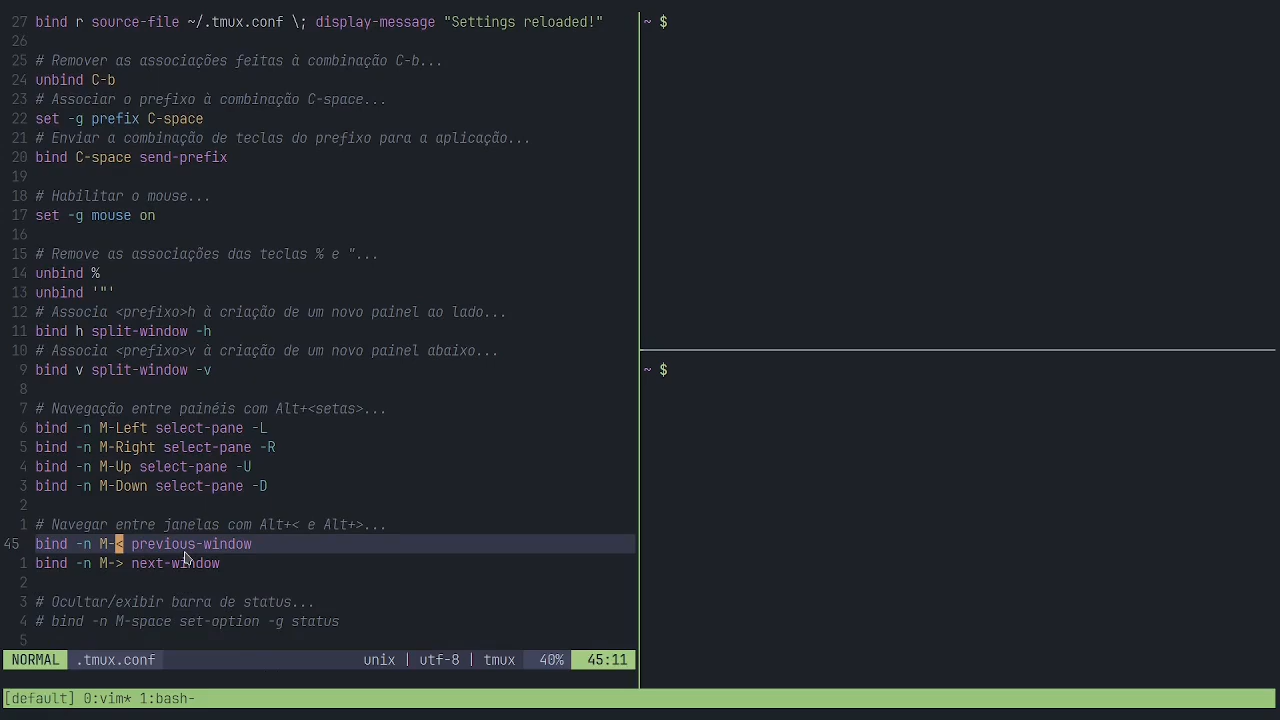 27 bind r source-file ~/.tmux.conf \; display-message "Settings reloaded!"
26
25 # Remover as associações feitas à combinação C-b...
24 unbind C-b
23 # Associar o prefixo à combinação C-space...
22 set -g prefix C-space
21 # Enviar a combinação de teclas do prefixo para a aplicação...
20 bind C-space send-prefix
19
18 # Habilitar o mouse...
17 set -g mouse on
16
15 # Remove as associações das teclas % e "...
14 unbind %
13 unbind '"'
12 # Associa <prefixo>h à criação de um novo painel ao lado...
11 bind h split-window -h
10 # Associa <prefixo>v à criação de um novo painel abaixo...
9 bind v split-window -v
8
7 # Navegação entre painéis com Alt+<setas>...
6 bind -n M-Left select-pane -L
5 bind -n M-Right select-pane -R
4 bind -n M-Up select-pane -U
3 bind -n M-Down select-pane -D
2
1 # Navegar entre janelas com Alt+< e Alt+>...
45 bind -n M-< previous-window
1 bind -n M-> next-window
2
3 # Ocultar/exibir barra de status...
4 # bind -n M-space set-option -g status
5
NORMAL .tmux.conf unix | utf-8 | tmux 40% 45:11
~ $
~ $
[default] 0:vim* 1:bash-